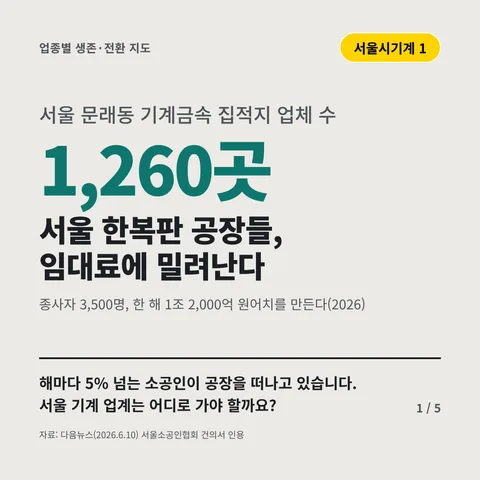 업종별 생존·전환 지도
서울시기계 1
서울 문래동 기계금속 집적지 업체 수
1,260곳
서울 한복판 공장들,
임대료에 밀려난다
종사자 3,500명, 한 해 1조 2,000억 원어치를 만든다(2026)
해마다 5% 넘는 소공인이 공장을 떠나고 있습니다.
서울 기계 업계는 어디로 가야 할까요?
1 / 5
자료: 다음뉴스(2026.6.10) 서울소공인협회 건의서 인용